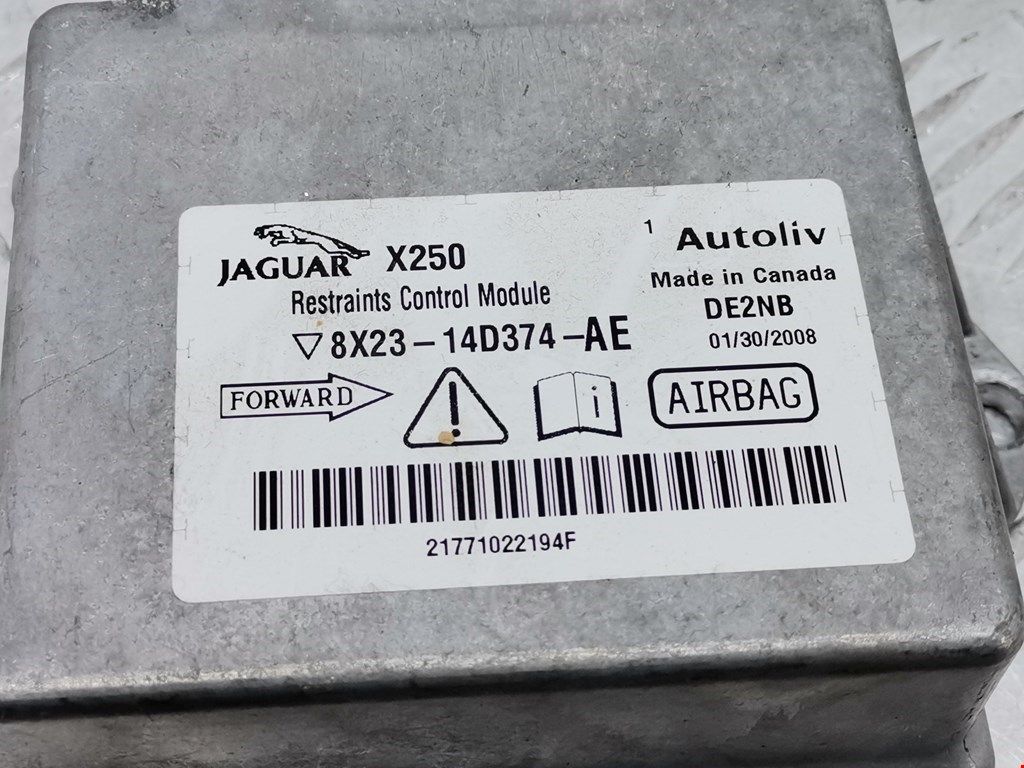 JAGUAR X250
Restraints Control Module
8X23-14D374-AE
1 Autoliv
Made in Canada
DE2NB
01/30/2008
FORWARD
i
AIRBAG
21771022194F